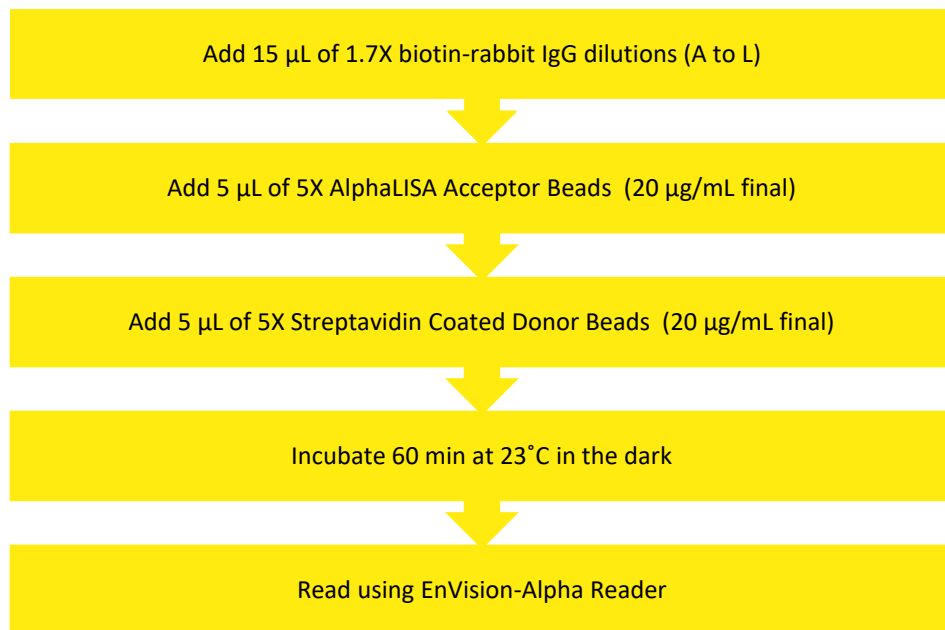 Add 15 µL of 1.7X biotin-rabbit IgG dilutions (A to L)
Add 5 µL of 5X AlphaLISA Acceptor Beads  (20 µg/mL final)
Add 5 µL of 5X Streptavidin Coated Donor Beads  (20 µg/mL final)
Incubate 60 min at 23˚C in the dark
Read using EnVision-Alpha Reader